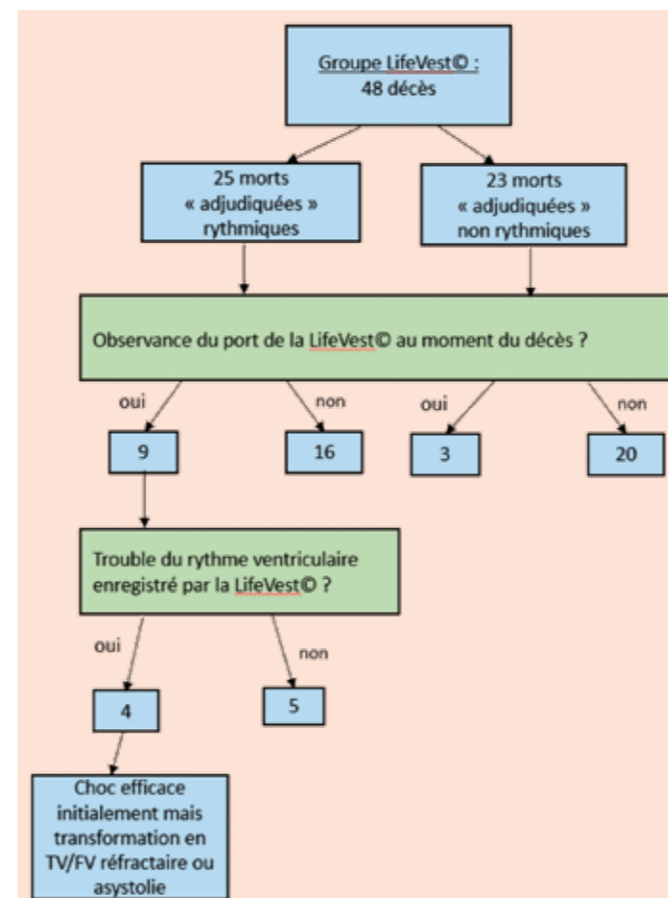 Groupe LifeVest© :
48 décès
25 morts
« adjudiquées »
rythmiques
23 morts
« adjudiquées »
non rythmiques
Observance du port de la LifeVest© au moment du décès ?
oui
non
oui
non
9
16
3
20
Trouble du rythme ventriculaire
enregistré par la LifeVest© ?
oui
non
4
5
Choc efficace
initialement mais
transformation en
TV/FV réfractaire ou
asystolie